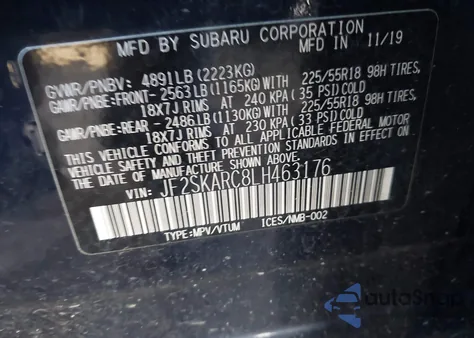 MFD BY SUBARU CORPORATION IN 11/19
GVWR/PNBV: 4891LB (2223KG)
GAWR/PNBE:FRONT-2563LB(1165KG)WITH 225/55R18 98H TIRES,
18X7J RIMS AT 240 KPA(35 PSI)COLD
GAWR/PNBE:REAR-2486LB(1130KG)WITH 225/55R18 98H TIRES,
18X7J RIMS AT 230 KPA(33 PSI)COLD
THIS VEHICLE CONFORMS TO ALL APPLICABLE FEDERAL MOTOR
VEHICLE SAFETY AND THEFT PREVENTION STANDARDS IN EFFECT ON
THE DATE OF MANUFACTURE SHOWN ABOVE.
VIN: JF2SKARC8LH463176
TYPE:MPV/VTUM ICES/NMB-002